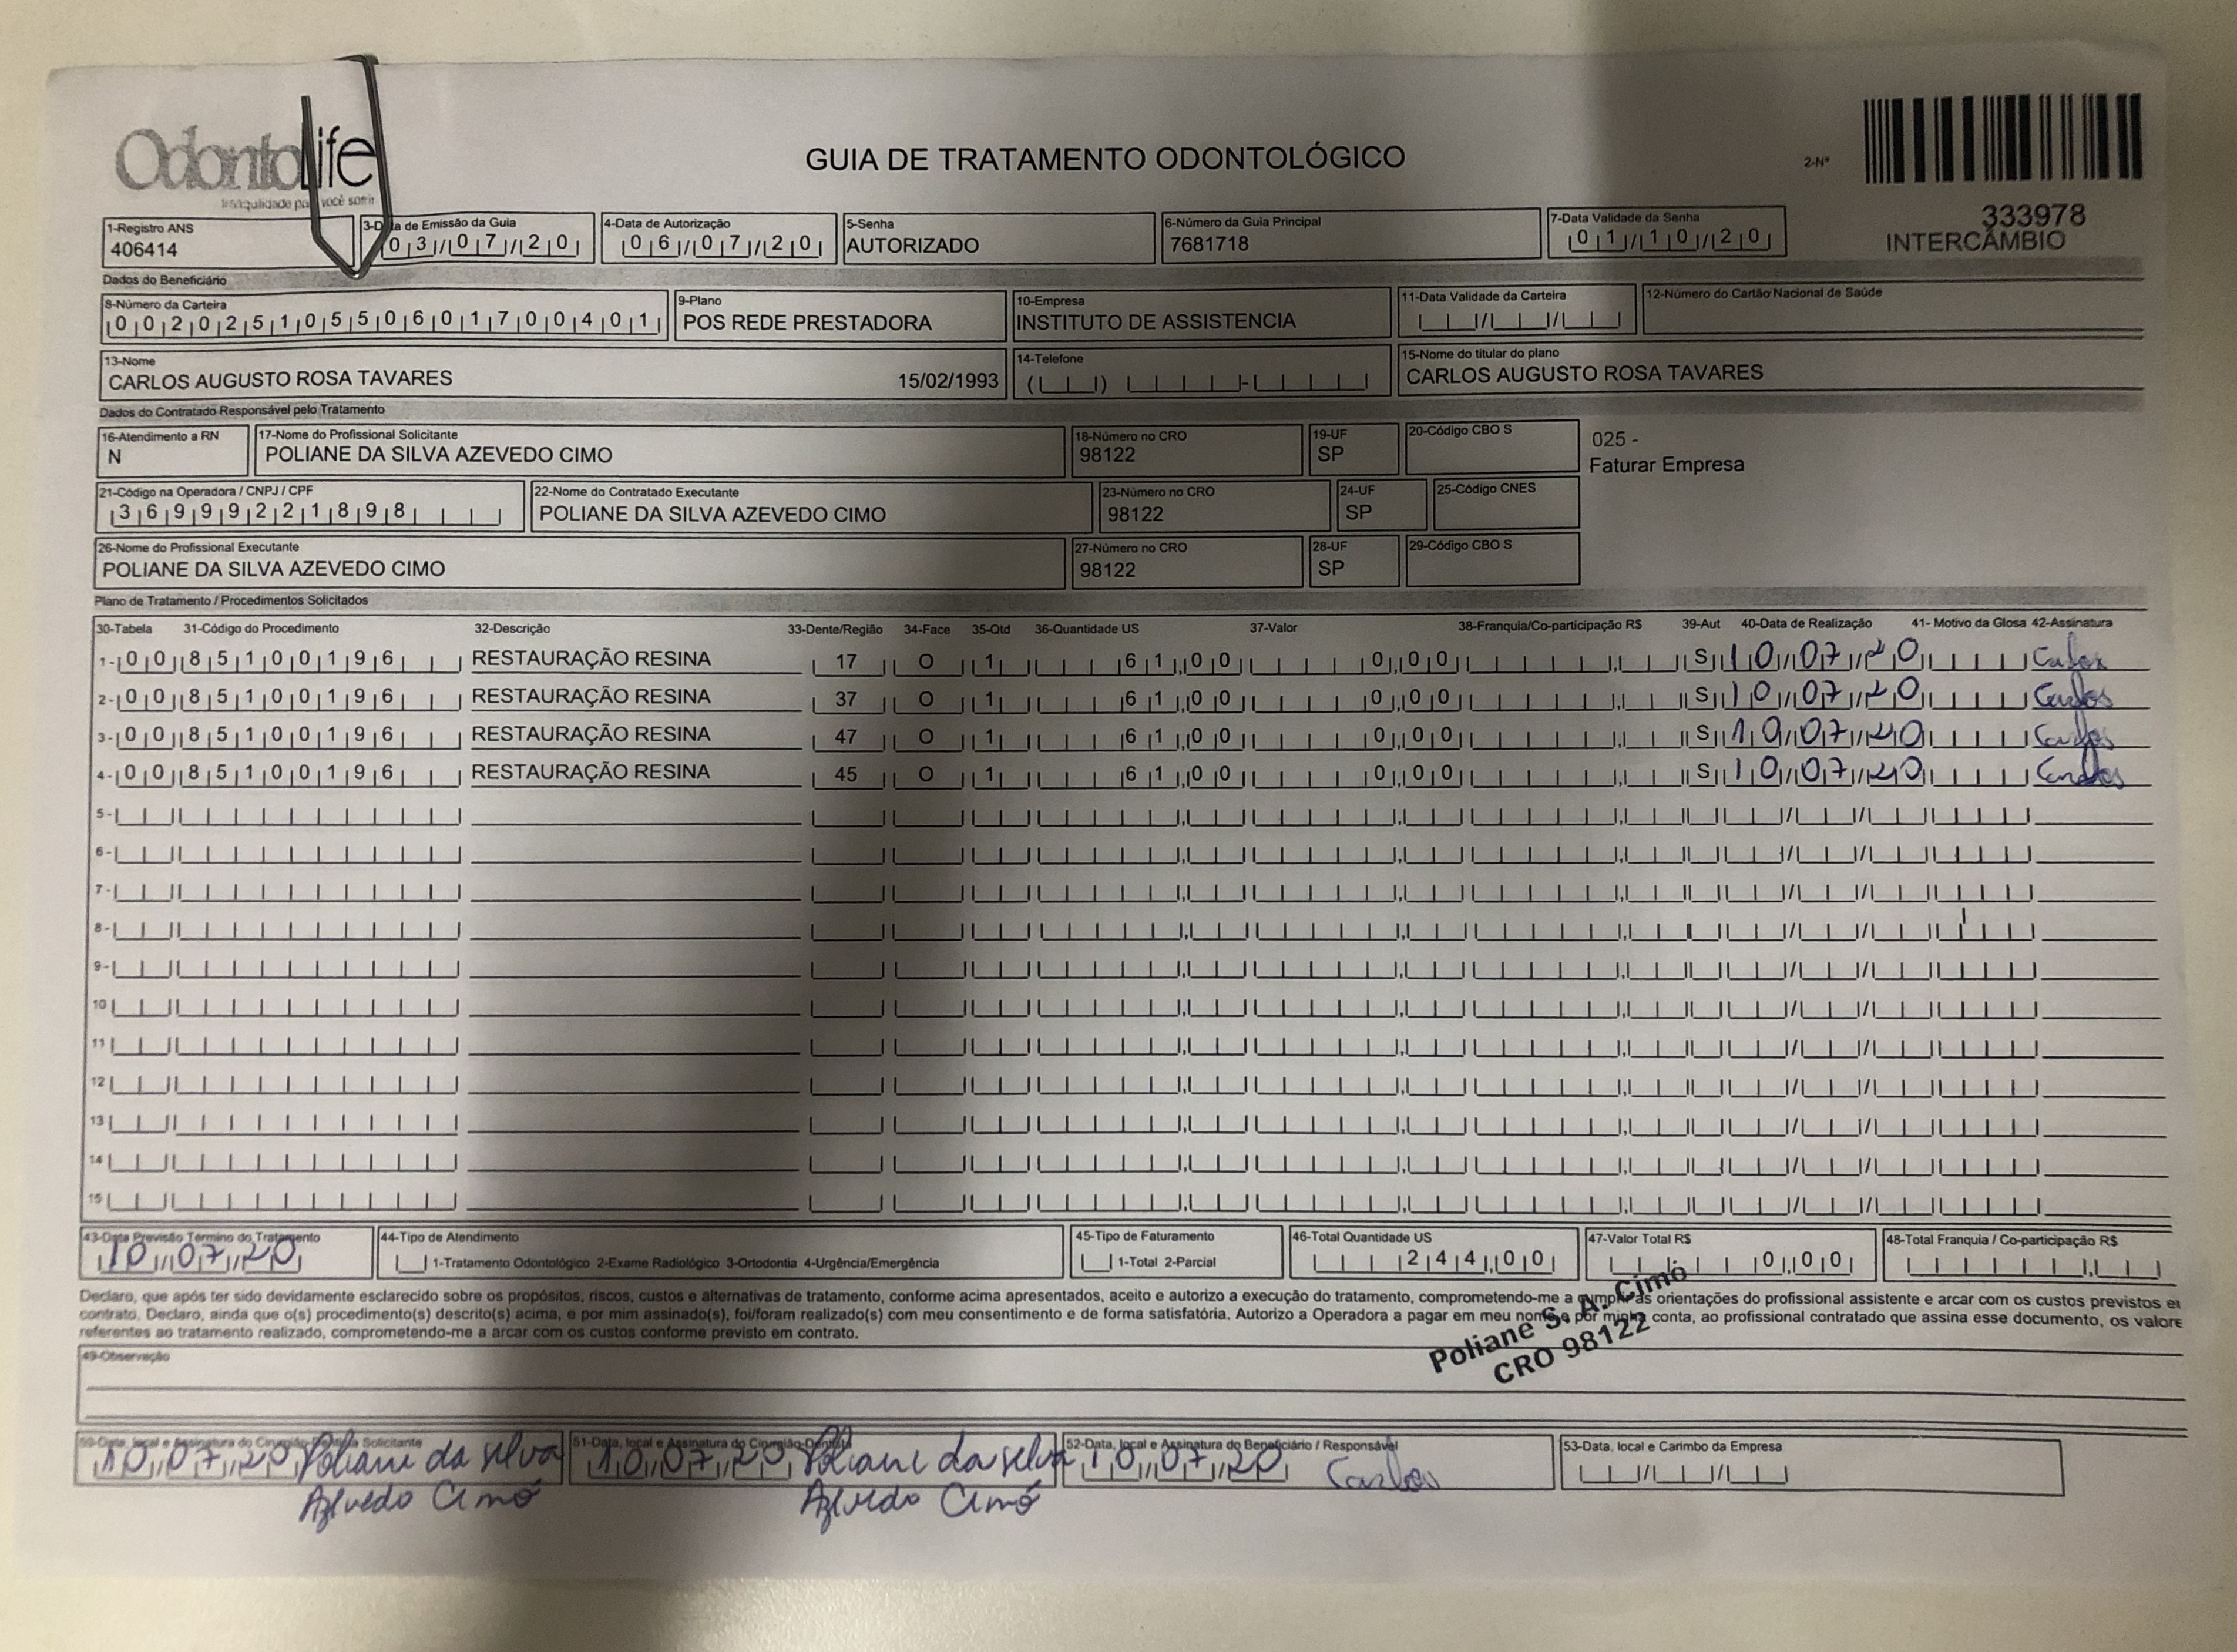 OdontoLife
GUIA DE TRATAMENTO ODONTOLÓGICO
2-Nº
333978
INTERCÂMBIO
1-Registro ANS
406414
3-Data de Emissão da Guia
03/07/20
4-Data de Autorização
06/07/20
5-Senha
AUTORIZADO
6-Número da Guia Principal
7681718
7-Data Validade da Senha
01/10/20
Dados do Beneficiário
8-Número da Carteira
00202510550601700401
9-Plano
POS REDE PRESTADORA
10-Empresa
INSTITUTO DE ASSISTENCIA
11-Data Validade da Carteira
12-Número do Cartão Nacional de Saúde
13-Nome
CARLOS AUGUSTO ROSA TAVARES 15/02/1993
14-Telefone
15-Nome do titular do plano
CARLOS AUGUSTO ROSA TAVARES
Dados do Contratado Responsável pelo Tratamento
16-Atendimento a RN
N
17-Nome do Profissional Solicitante
POLIANE DA SILVA AZEVEDO CIMO
18-Número no CRO
98122
19-UF
SP
20-Código CBO S
025 -
Faturar Empresa
21-Código na Operadora / CNPJ / CPF
36999221898
22-Nome do Contratado Executante
POLIANE DA SILVA AZEVEDO CIMO
23-Número no CRO
98122
24-UF
SP
25-Código CNES
26-Nome do Profissional Executante
POLIANE DA SILVA AZEVEDO CIMO
27-Número no CRO
98122
28-UF
SP
29-Código CBO S
Plano de Tratamento / Procedimentos Solicitados
30-Tabela 31-Código do Procedimento 32-Descrição 33-Dente/Região 34-Face 35-Qtd 36-Quantidade US 37-Valor 38-Franquia/Co-participação R$ 39-Aut 40-Data de Realização 41- Motivo da Glosa 42-Assinatura
1- 00 85100196 RESTAURAÇÃO RESINA 17 O 1 61,00 0,00 S 10/07/20 Carlos
2- 00 85100196 RESTAURAÇÃO RESINA 37 O 1 61,00 0,00 S 10/07/20 Carlos
3- 00 85100196 RESTAURAÇÃO RESINA 47 O 1 61,00 0,00 S 10/07/20 Carlos
4- 00 85100196 RESTAURAÇÃO RESINA 45 O 1 61,00 0,00 S 10/07/20 Carlos
5-
6-
7-
8-
9-
10
11
12
13
14
15
43-Data Previsão Término do Tratamento
10/07/20
44-Tipo de Atendimento
1-Tratamento Odontológico 2-Exame Radiológico 3-Ortodontia 4-Urgência/Emergência
45-Tipo de Faturamento
1-Total 2-Parcial
46-Total Quantidade US
244,00
47-Valor Total R$
0,00
48-Total Franquia / Co-participação R$
Declaro, que após ter sido devidamente esclarecido sobre os propósitos, riscos, custos e alternativas de tratamento, conforme acima apresentados, aceito e autorizo a execução do tratamento, comprometendo-me a cumprir as orientações do profissional assistente e arcar com os custos previstos e
contrato. Declaro, ainda que o(s) procedimento(s) descrito(s) acima, e por mim assinado(s), foi/foram realizado(s) com meu consentimento e de forma satisfatória. Autorizo a Operadora a pagar em meu nome e por minha conta, ao profissional contratado que assina esse documento, os valore
referentes ao tratamento realizado, comprometendo-me a arcar com os custos conforme previsto em contrato.
Poliane S. A. Cimó
CRO 98122
49-Observação
50-Data, local e Assinatura do Cirurgião-Dentista Solicitante
10/07/20 Poliane da Silva
Azevedo Cimó
51-Data, local e Assinatura do Cirurgião-Dentista
10/07/20 Poliane da Silva
Azevedo Cimó
52-Data, local e Assinatura do Beneficiário / Responsável
10/07/20 Carlos
53-Data, local e Carimbo da Empresa